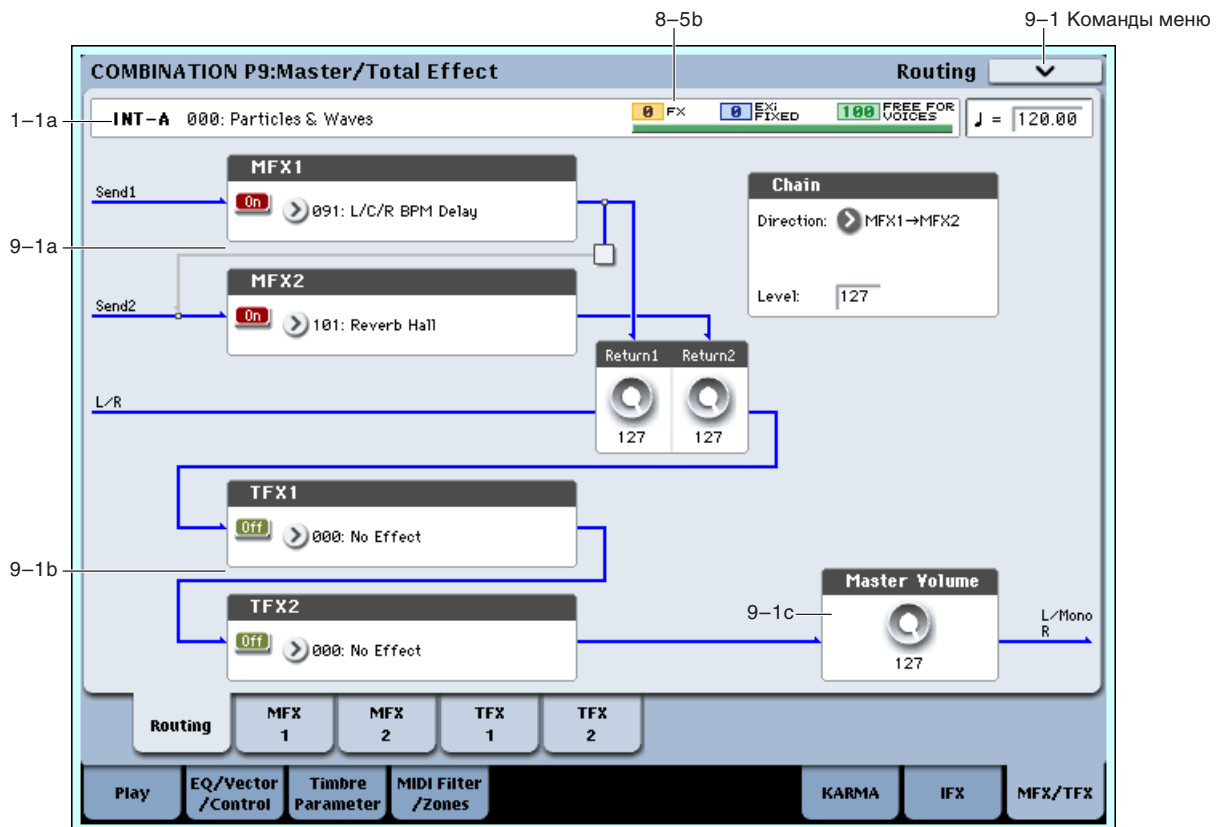 8–5b
9–1 Команды меню
COMBINATION P9:Master/Total Effect
Routing
1–1a
INT-A 000: Particles & Waves
0 FX
0 EXi FIXED
100 FREE FOR VOICES
♩ = 120.00
MFX1
Send1
On
091: L/C/R BPM Delay
9–1a
Chain
Direction: MFX1→MFX2
Level: 127
MFX2
Send2
On
101: Reverb Hall
Return1 Return2
127 127
L/R
TFX1
Off
000: No Effect
9–1b
TFX2
Off
000: No Effect
9–1c
Master Volume
127
L/Mono
R
Routing
MFX
1
MFX
2
TFX
1
TFX
2
Play
EQ/Vector
/Control
Timbre
Parameter
MIDI Filter
/Zones
KARMA
IFX
MFX/TFX